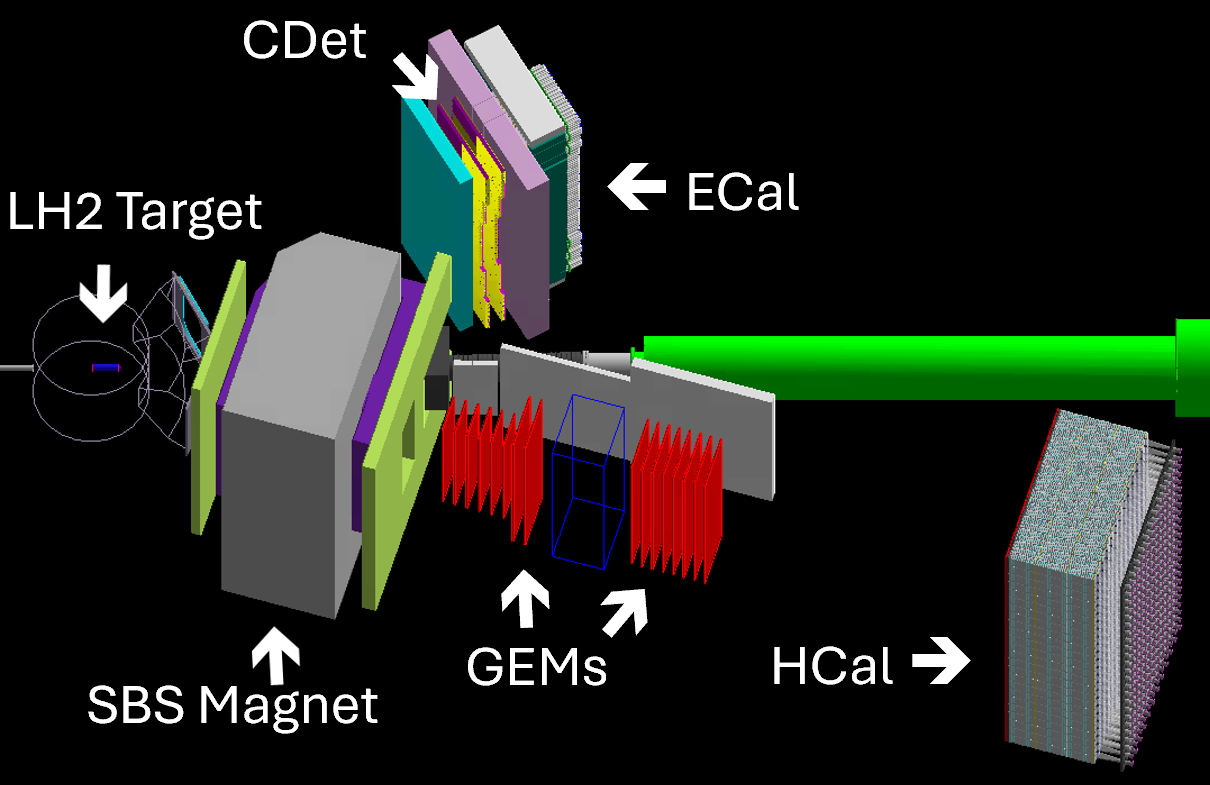 CDet
ECal
LH2 Target
GEMs
HCal
SBS Magnet